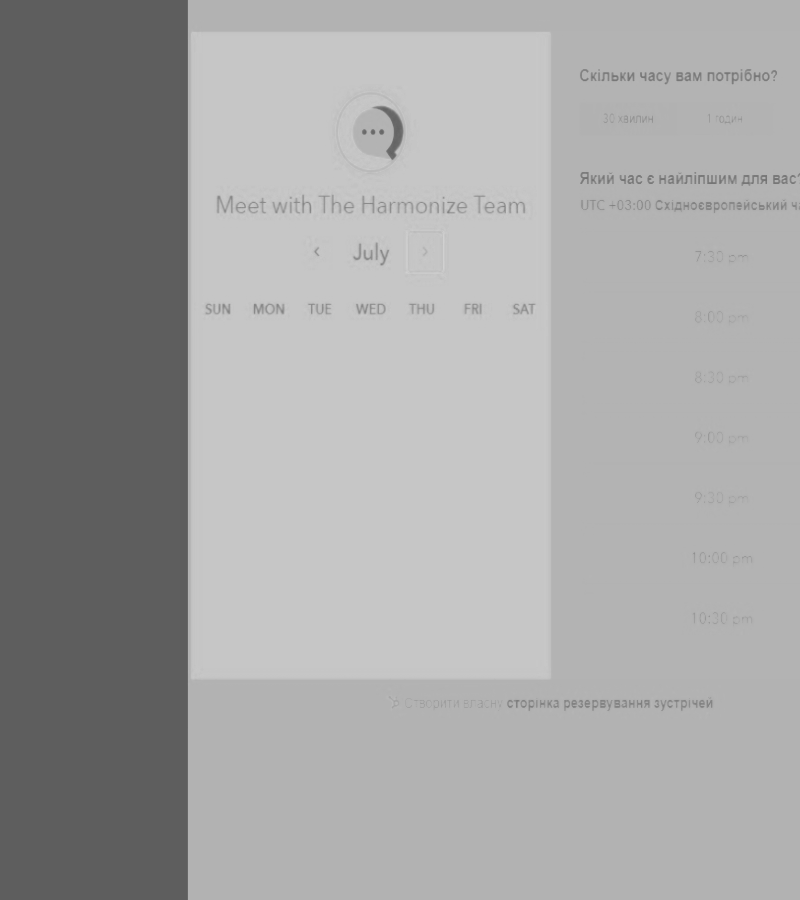 Meet with The Harmonize Team
July
SUN MON TUE WED THU FRI SAT
Скільки часу вам потрібно?
30 хвилин 1 годин
Який час є найліпшим для вас?
UTC +03:00 Східноєвропейський
7:30 pm
8:00 pm
8:30 pm
9:00 pm
9:30 pm
10:00 pm
10:30 pm
Створити власну сторінка резервування зустрічей